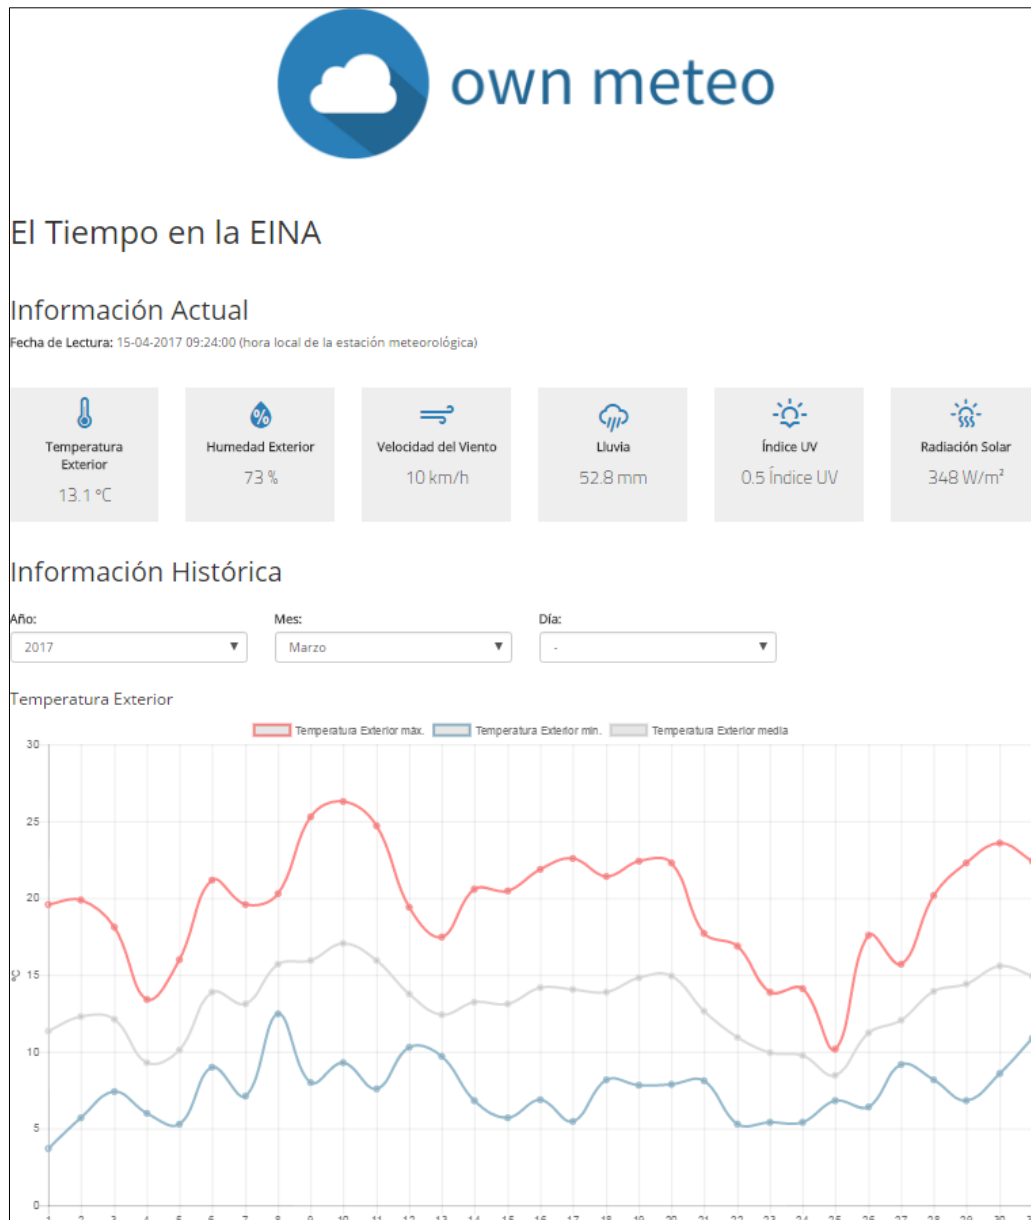 own meteo
El Tiempo en la EINA
Información Actual
Fecha de Lectura: 15-04-2017 09:24:00 (hora local de la estación meteorológica)
Temperatura
Exterior
13.1 °C
Humedad Exterior
73 %
Velocidad del Viento
10 km/h
Lluvia
52.8 mm
Índice UV
0.5 Índice UV
Radiación Solar
348 W/m²
Información Histórica
Año:
2017
Mes:
Marzo
Día:
-
Temperatura Exterior
Temperatura Exterior máx. Temperatura Exterior mín. Temperatura Exterior media
30
25
20
°C
15
10
5
0